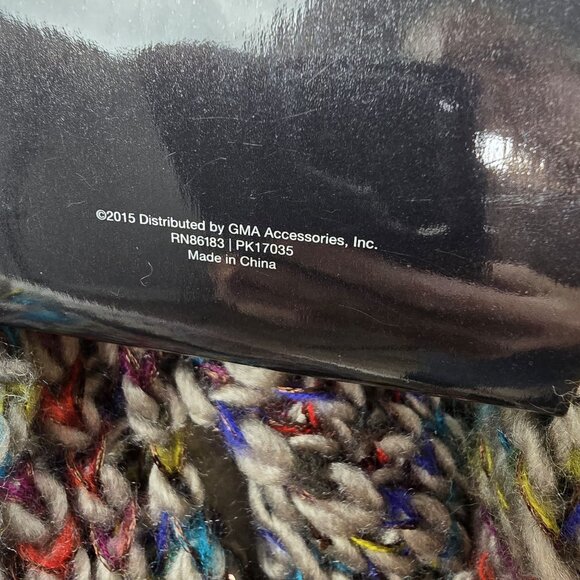 ©2015 Distributed by GMA Accessories, Inc.
RN86183 | PK17035
Made in China